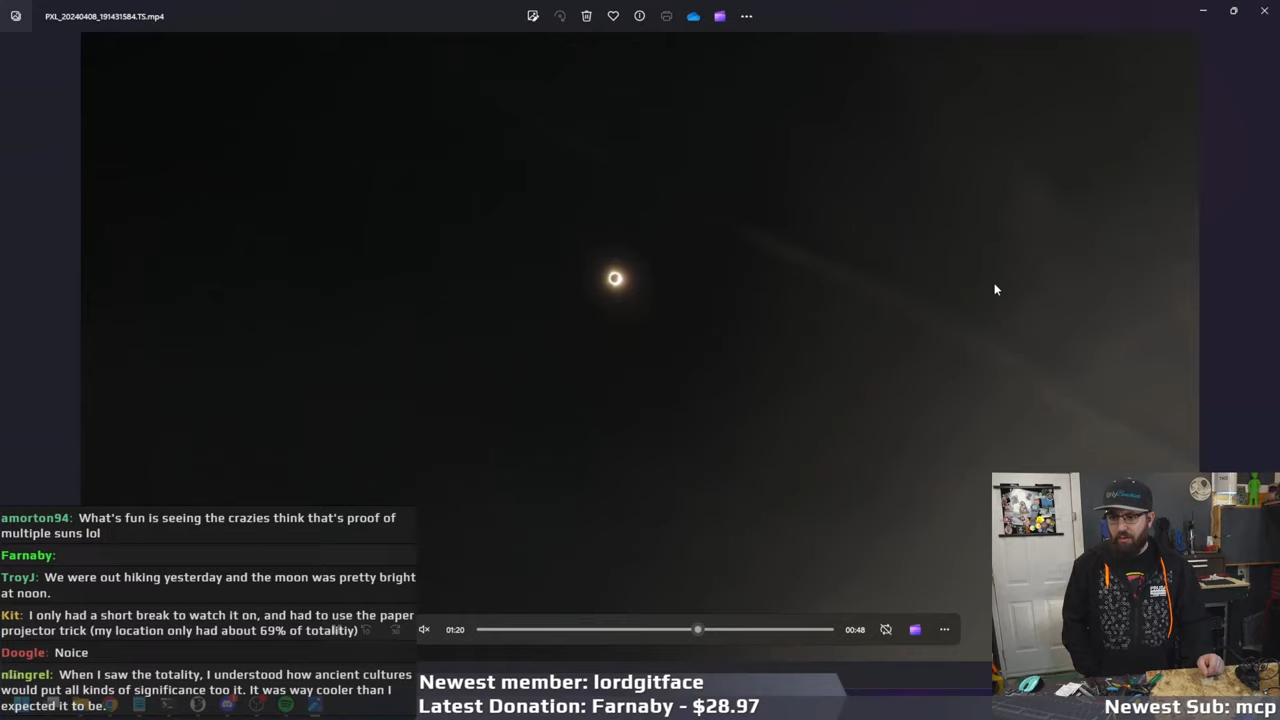 PXL_20240408_191431584.TS.mp4
amorton94: What's fun is seeing the crazies think that's proof of
multiple suns lol
Farnaby:
TroyJ: We were out hiking yesterday and the moon was pretty bright
at noon.
Kit: I only had a short break to watch it on, and had to use the paper
projector trick (my location only had about 69% of totalitiy)
Doogle: Noice
nlingrel: When I saw the totality, I understood how ancient cultures
would put all kinds of significance too it. It was way cooler than I
expected it to be.
01:20
00:48
Newest member: lordgitface
Latest Donation: Farnaby - $28.97
Newest Sub: mcp